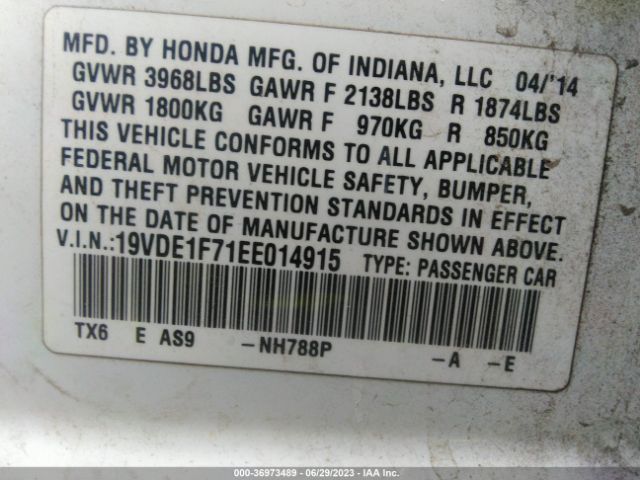 MFD. BY HONDA MFG. OF INDIANA, LLC 04/'14
GVWR 3968LBS GAWR F 2138LBS R 1874LBS
GVWR 1800KG GAWR F 970KG R 850KG
THIS VEHICLE CONFORMS TO ALL APPLICABLE
FEDERAL MOTOR VEHICLE SAFETY, BUMPER,
AND THEFT PREVENTION STANDARDS IN EFFECT
ON THE DATE OF MANUFACTURE SHOWN ABOVE.
V.I.N.:19VDE1F71EE014915 TYPE: PASSENGER CAR
TX6 E AS9 -NH788P -A -E
000-36973489 - 06/29/2023 - IAA Inc.